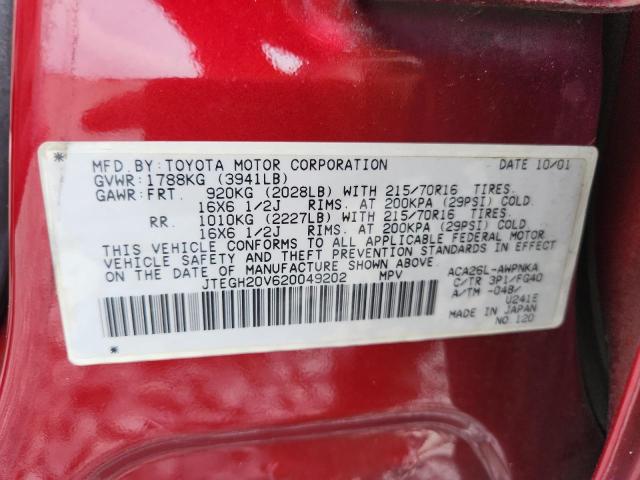 MFD. BY: TOYOTA MOTOR CORPORATION DATE 10/01
GVWR: 1788KG (3941LB)
GAWR: FRT. 920KG (2028LB) WITH 215/70R16 TIRES.
16X6 1/2J RIMS. AT 200KPA (29PSI) COLD.
RR. 1010KG (2227LB) WITH 215/70R16 TIRES.
16X6 1/2J RIMS. AT 200KPA (29PSI) COLD
THIS VEHICLE CONFORMS TO ALL APPLICABLE FEDERAL MOTOR
VEHICLE SAFETY AND THEFT PREVENTION STANDARDS IN EFFECT
ON THE DATE OF MANUFACTURE SHOWN ABOVE.
JTEGH20V620049202 MPV
ACA26L-AWPNKA
C/TR 3P1/FG40
A/TM -048/
U241E
MADE IN JAPAN
NO. 120